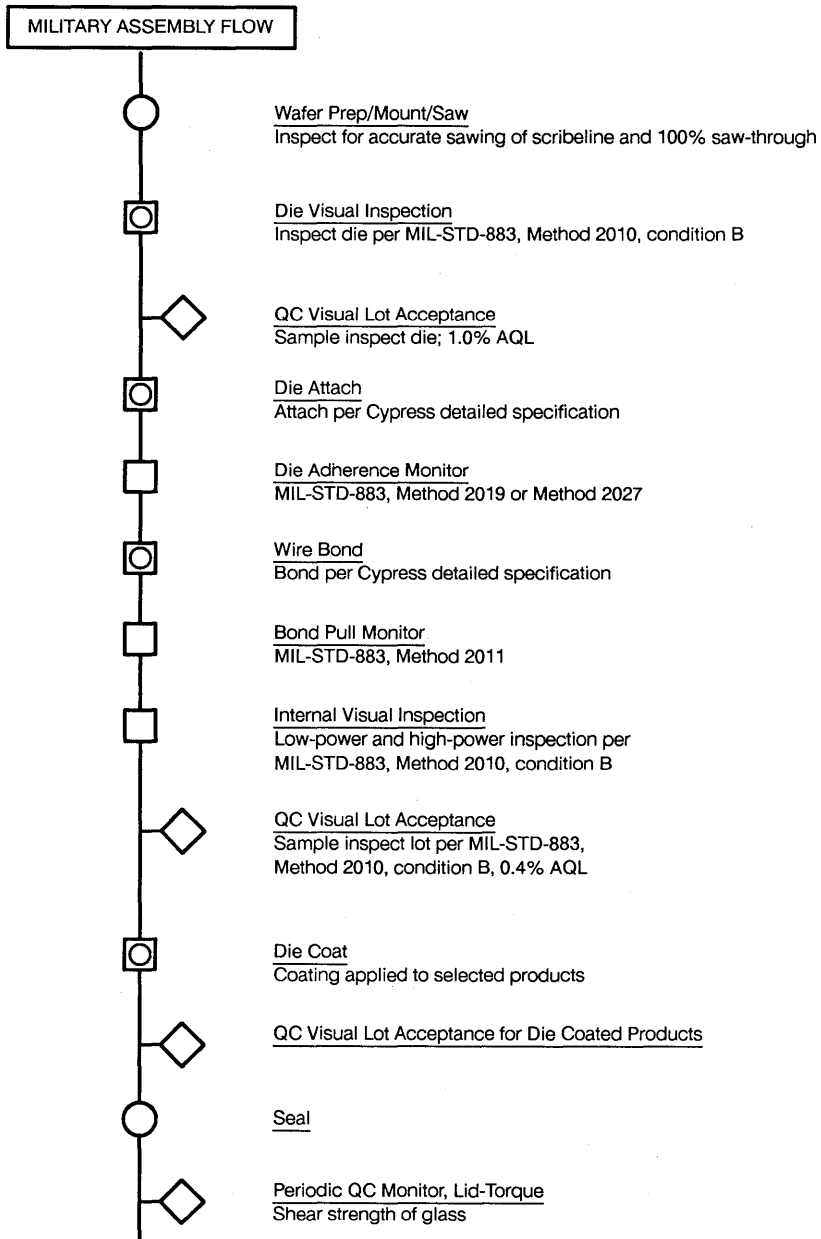 MILITARY ASSEMBLY FLOW
Wafer Prep/Mount/Saw
Inspect for accurate sawing of scribeline and 100% saw-through
Die Visual Inspection
Inspect die per MIL-STD-883, Method 2010, condition B
QC Visual Lot Acceptance
Sample inspect die; 1.0% AQL
Die Attach
Attach per Cypress detailed specification
Die Adherence Monitor
MIL-STD-883, Method 2019 or Method 2027
Wire Bond
Bond per Cypress detailed specification
Bond Pull Monitor
MIL-STD-883, Method 2011
Internal Visual Inspection
Low-power and high-power inspection per
MIL-STD-883, Method 2010, condition B
QC Visual Lot Acceptance
Sample inspect lot per MIL-STD-883,
Method 2010, condition B, 0.4% AQL
Die Coat
Coating applied to selected products
QC Visual Lot Acceptance for Die Coated Products
Seal
Periodic QC Monitor, Lid-Torque
Shear strength of glass